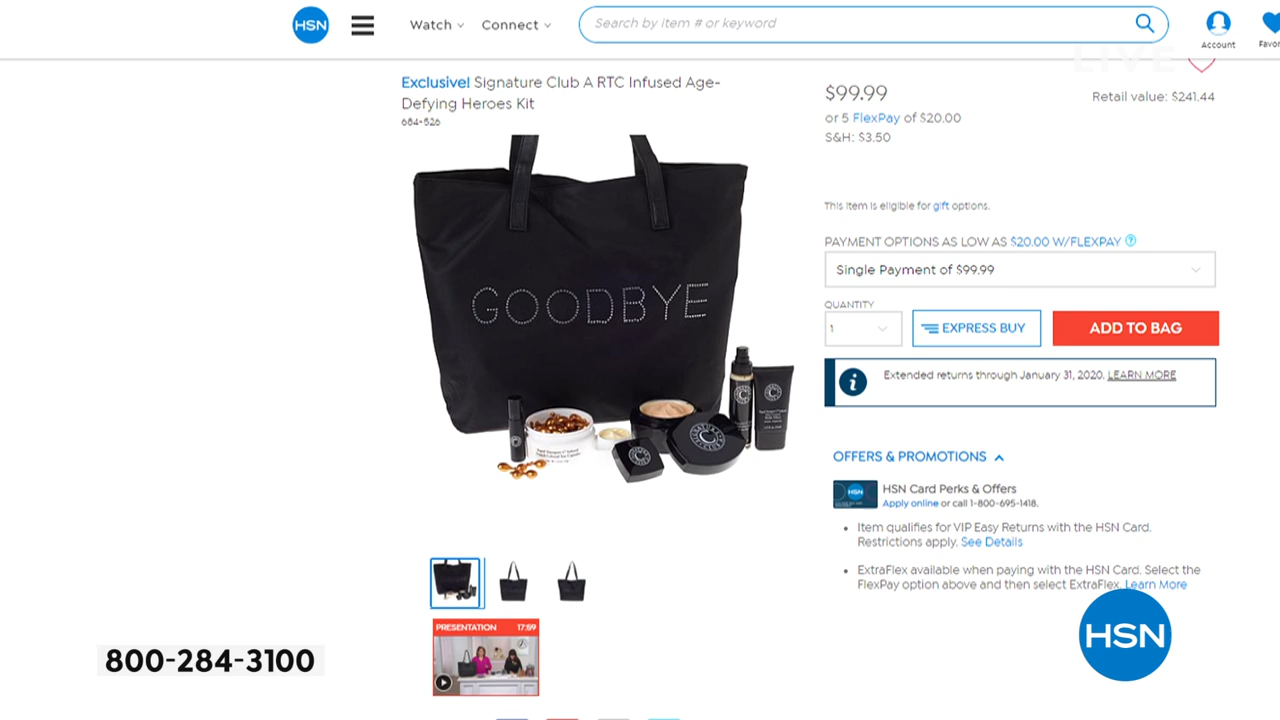 HSN
Watch
Connect
Search by item # or keyword
Account
LIVE
Exclusive! Signature Club A RTC Infused Age-
Defying Heroes Kit
684-526
$99.99
Retail value: $241.44
or 5 FlexPay of $20.00
S&H: $3.50
This item is eligible for gift options.
PAYMENT OPTIONS AS LOW AS $20.00 W/FLEXPAY ?
Single Payment of $99.99
QUANTITY
1
EXPRESS BUY
ADD TO BAG
i
Extended returns through January 31, 2020. LEARN MORE
GOODBYE
OFFERS & PROMOTIONS
HSN
HSN Card Perks & Offers
Apply online or call 1-800-695-1418.
• Item qualifies for VIP Easy Returns with the HSN Card.
Restrictions apply. See Details
• ExtraFlex available when paying with the HSN Card. Select the
FlexPay option above and then select ExtraFlex. Learn More
PRESENTATION 17:59
800-284-3100
HSN